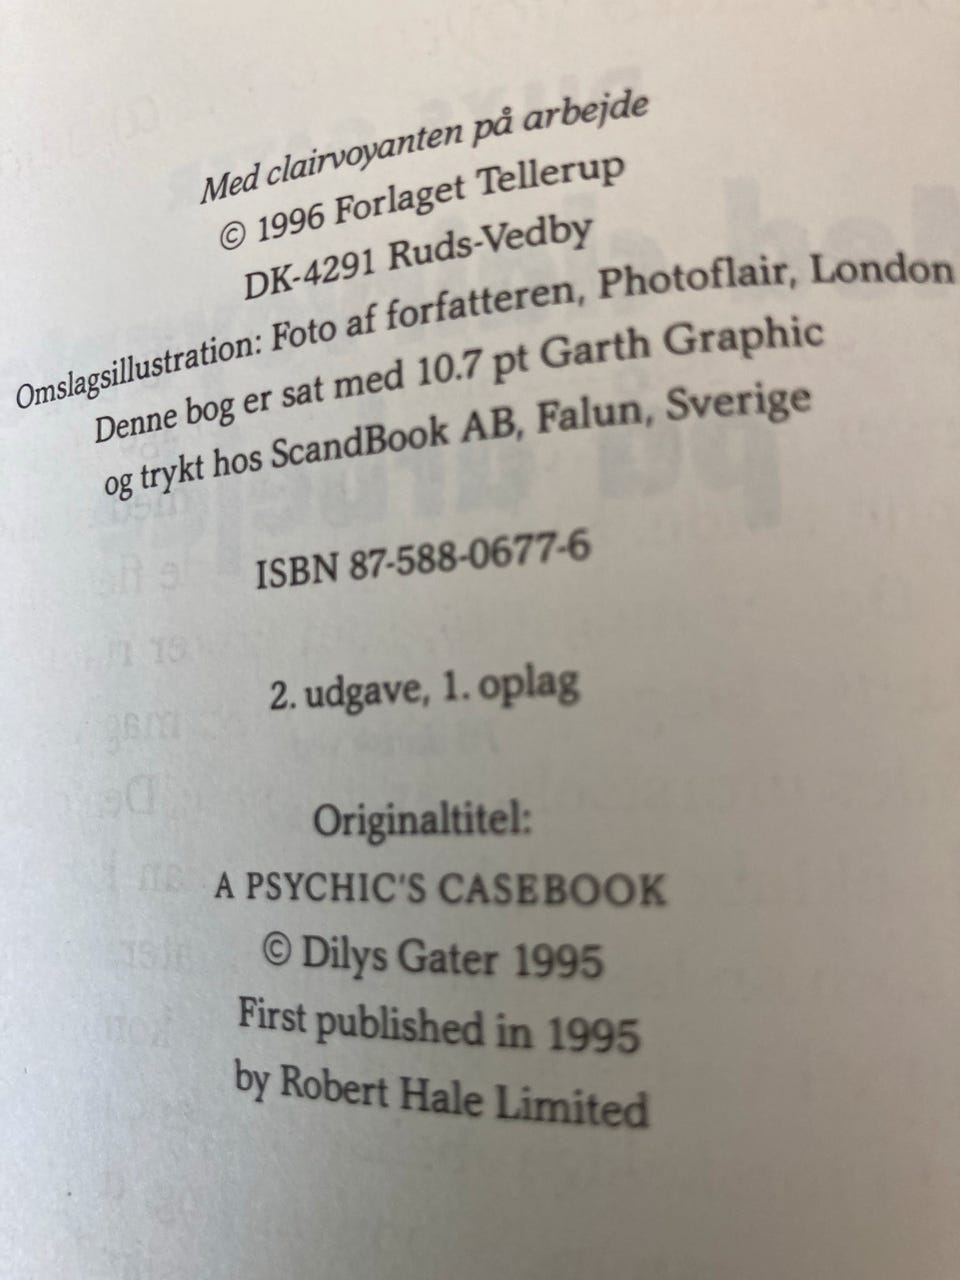 Med clairvoyanten på arbejde
© 1996 Forlaget Tellerup
DK-4291 Ruds-Vedby
Omslagsillustration: Foto af forfatteren, Photoflair, London
Denne bog er sat med 10.7 pt Garth Graphic
og trykt hos ScandBook AB, Falun, Sverige
ISBN 87-588-0677-6
2. udgave, 1. oplag
Originaltitel:
A PSYCHIC'S CASEBOOK
© Dilys Gater 1995
First published in 1995
by Robert Hale Limited